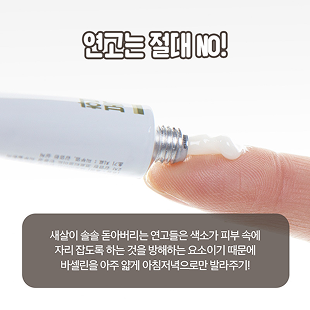 연고는 절대 NO!
새살이 솔솔 돋아버리는 연고들은 색소가 피부 속에
자리 잡도록 하는 것을 방해하는 요소이기 때문에
바셀린을 아주 얇게 아침저녁으로만 발라주기!